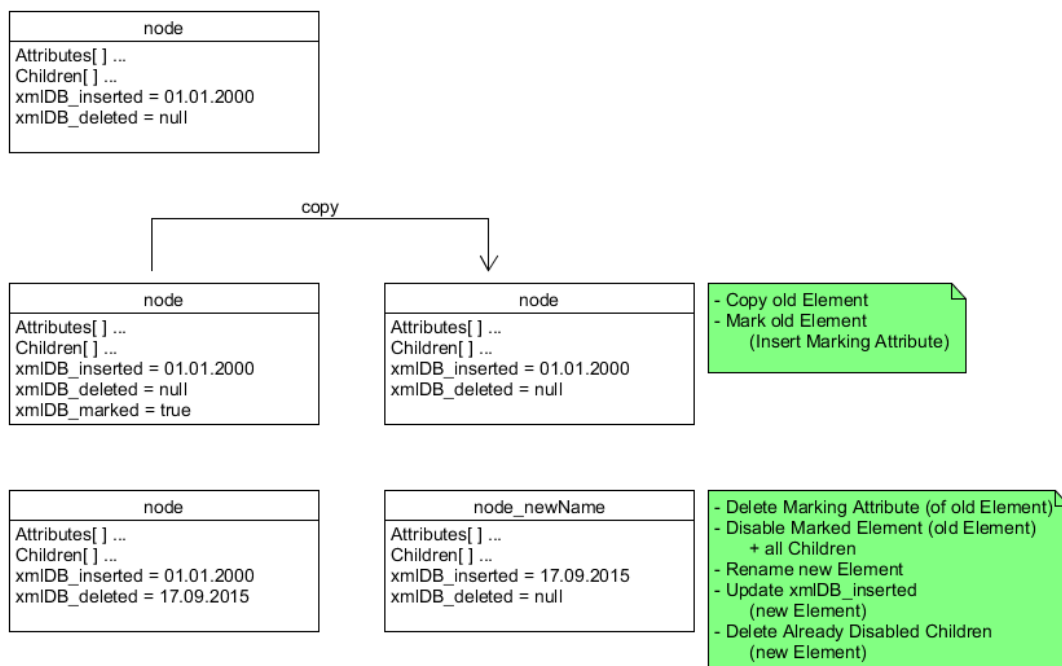 node
Attributes[ ] ...
Children[ ] ...
xmlDB_inserted = 01.01.2000
xmlDB_deleted = null
copy
node
Attributes[ ] ...
Children[ ] ...
xmlDB_inserted = 01.01.2000
xmlDB_deleted = null
xmlDB_marked = true
node
Attributes[ ] ...
Children[ ] ...
xmlDB_inserted = 01.01.2000
xmlDB_deleted = null
- Copy old Element
- Mark old Element
(Insert Marking Attribute)
node
Attributes[ ] ...
Children[ ] ...
xmlDB_inserted = 01.01.2000
xmlDB_deleted = 17.09.2015
node_newName
Attributes[ ] ...
Children[ ] ...
xmlDB_inserted = 17.09.2015
xmlDB_deleted = null
- Delete Marking Attribute (of old Element)
- Disable Marked Element (old Element)
+ all Children
- Rename new Element
- Update xmlDB_inserted
(new Element)
- Delete Already Disabled Children
(new Element)